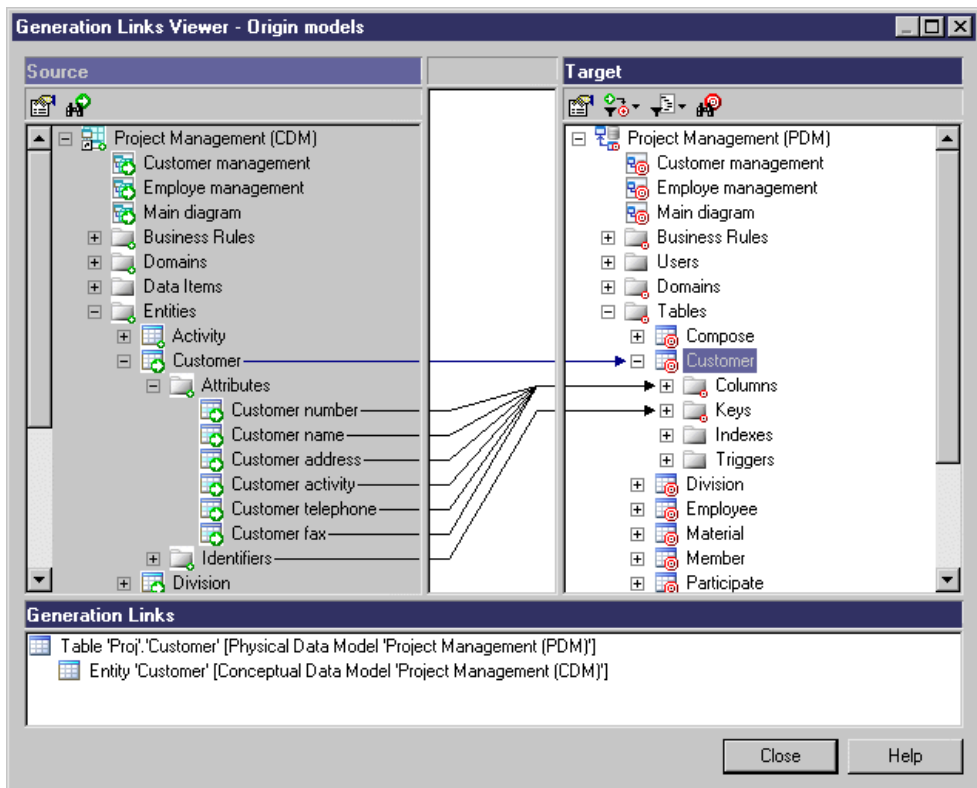 Generation Links Viewer - Origin models
Source
Project Management (CDM)
Customer management
Employe management
Main diagram
Business Rules
Domains
Data Items
Entities
Activity
Customer
Attributes
Customer number
Customer name
Customer address
Customer activity
Customer telephone
Customer fax
Identifiers
Division
Target
Project Management (PDM)
Customer management
Employe management
Main diagram
Business Rules
Users
Domains
Tables
Compose
Customer
Columns
Keys
Indexes
Triggers
Division
Employee
Material
Member
Participate
Generation Links
Table 'Proj'.'Customer' [Physical Data Model 'Project Management (PDM)']
Entity 'Customer' [Conceptual Data Model 'Project Management (CDM)']
Close
Help